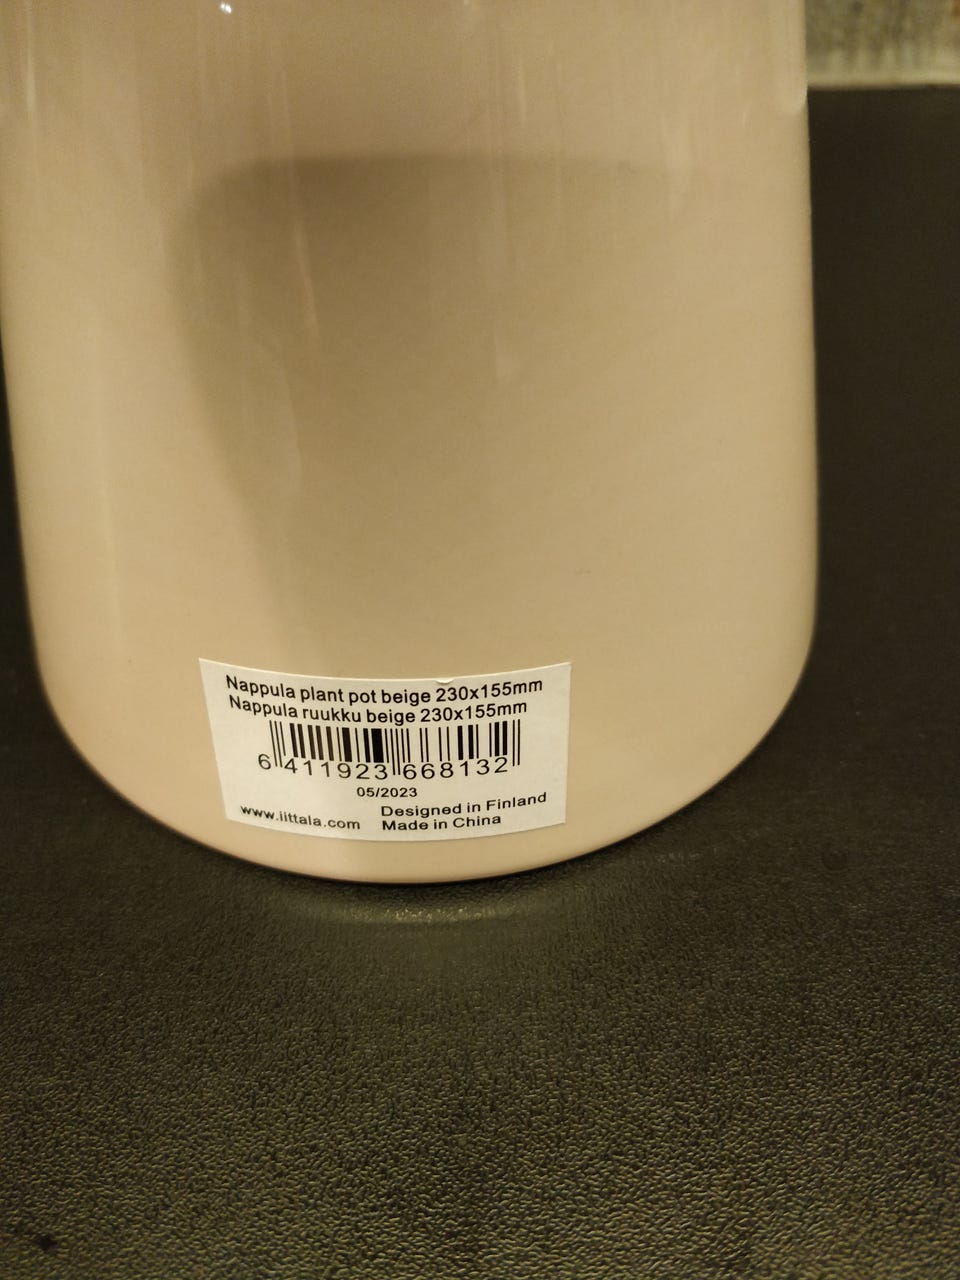 Nappula plant pot beige 230x155mm
Nappula ruukku beige 230x155mm
6 411923 668132
05/2023
www.iittala.com
Designed in Finland
Made in China